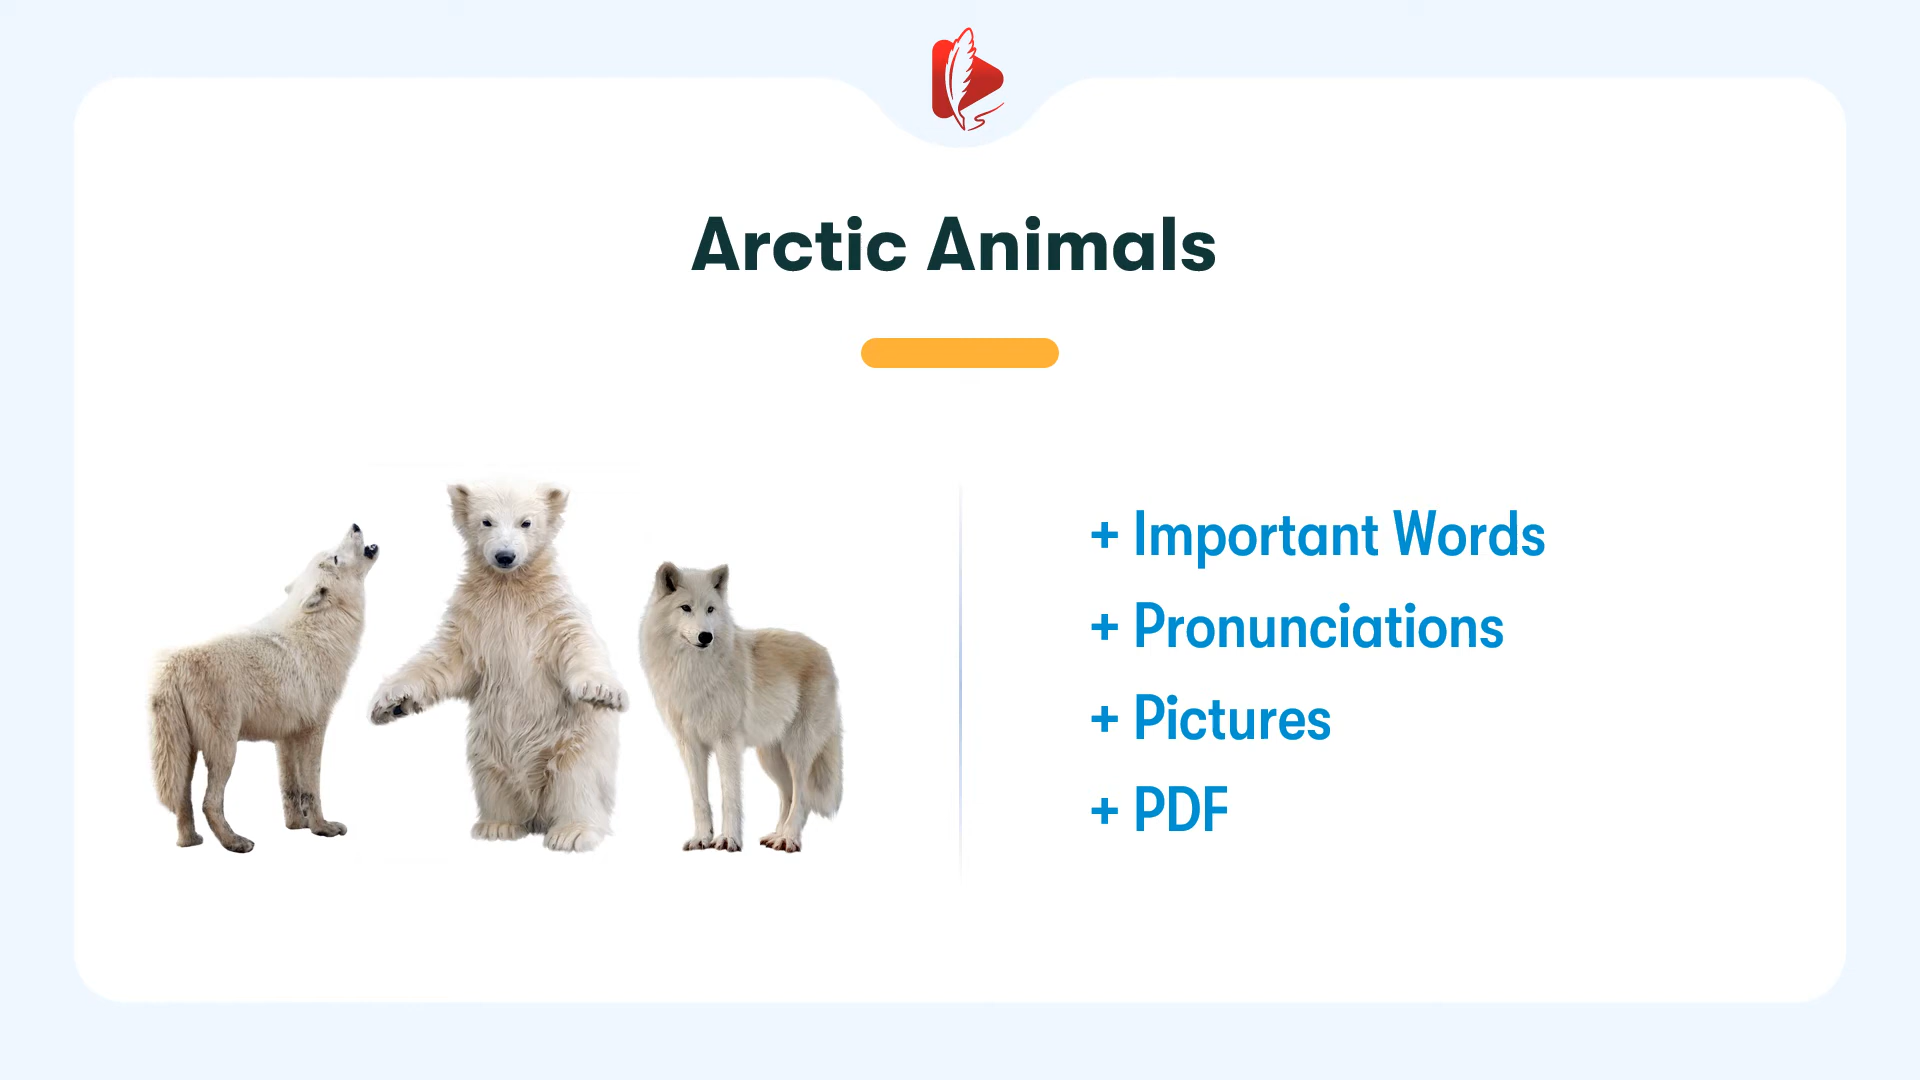 Arctic Animals
+ Important Words
+ Pronunciations
+ Pictures
+ PDF